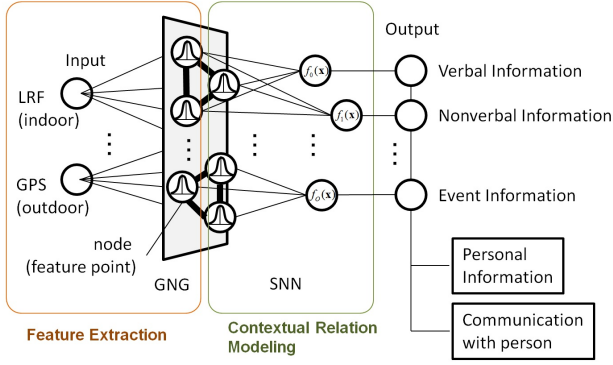 Output
Input
LRF
(indoor)
GPS
(outdoor)
node
(feature point)
GNG
SNN
f₀(x)
f₁(x)
f_O(x)
Verbal Information
Nonverbal Information
Event Information
Personal
Information
Communication
with person
Feature Extraction
Contextual Relation
Modeling